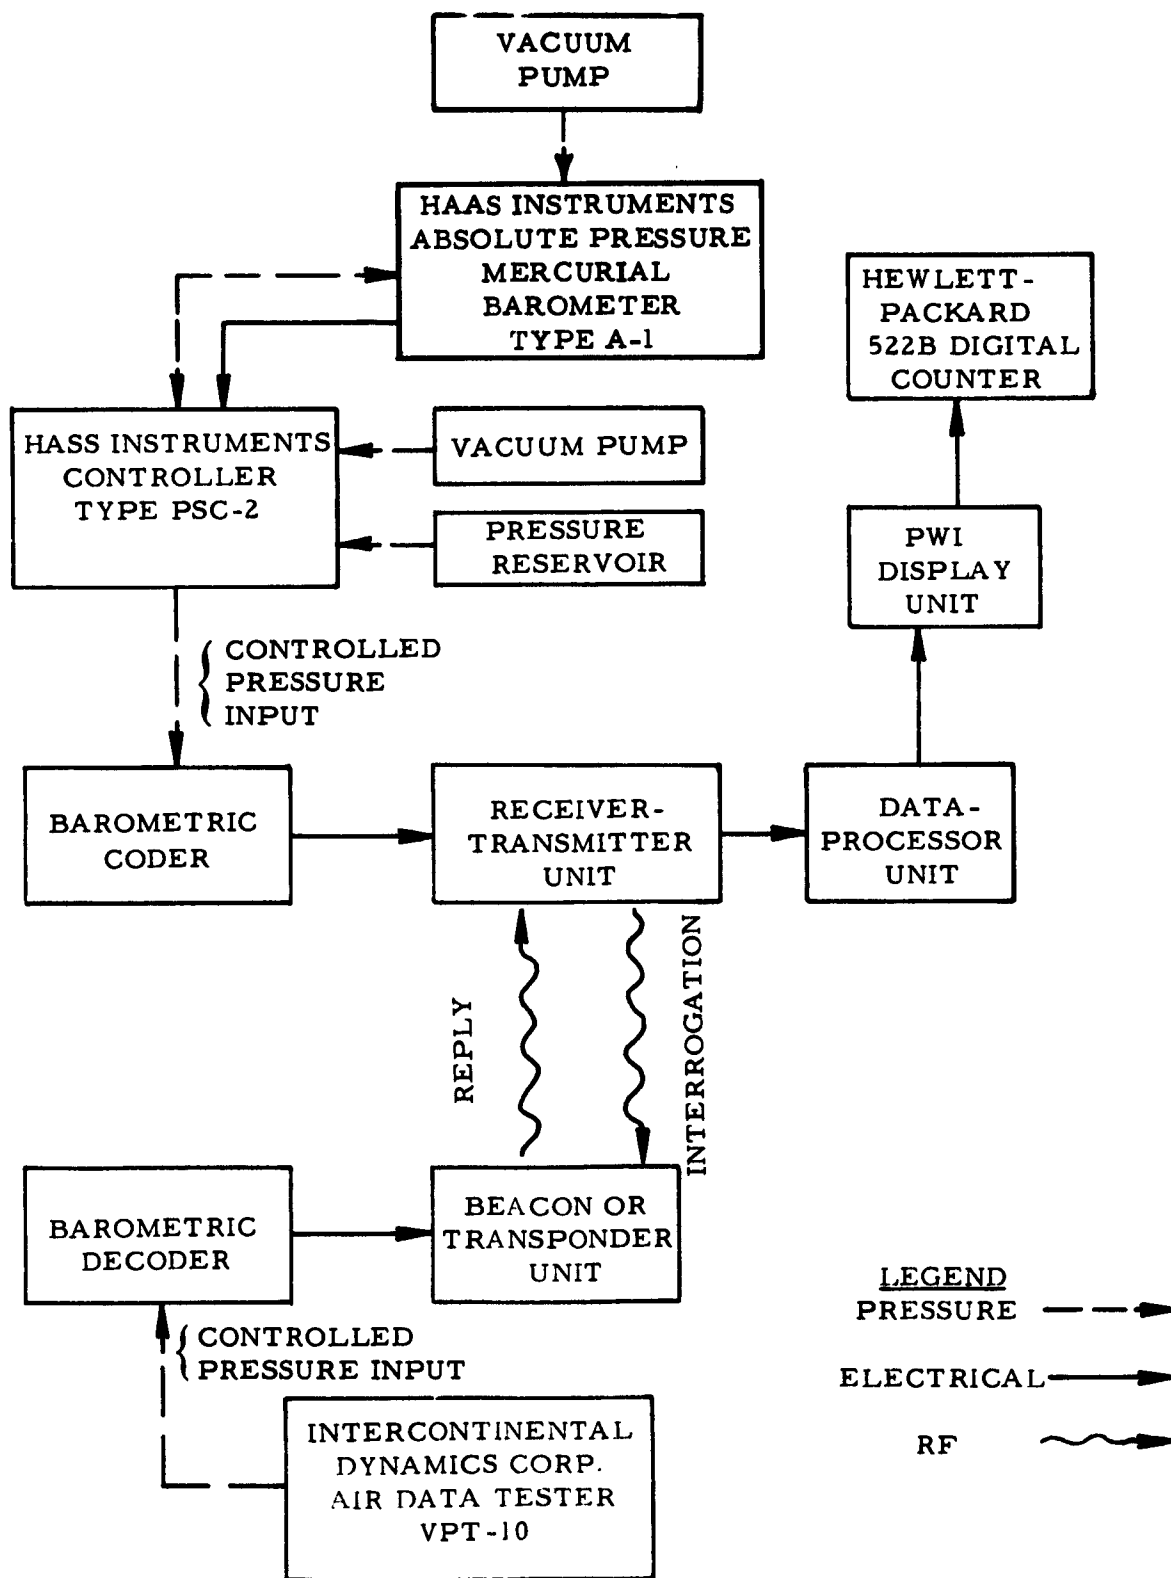 VACUUM
PUMP
HAAS INSTRUMENTS
ABSOLUTE PRESSURE
MERCURIAL
BAROMETER
TYPE A-1
HEWLETT-
PACKARD
522B DIGITAL
COUNTER
HASS INSTRUMENTS
CONTROLLER
TYPE PSC-2
VACUUM PUMP
PRESSURE
RESERVOIR
PWI
DISPLAY
UNIT
CONTROLLED
PRESSURE
INPUT
BAROMETRIC
CODER
RECEIVER-
TRANSMITTER
UNIT
DATA-
PROCESSOR
UNIT
REPLY
INTERROGATION
BAROMETRIC
DECODER
BEACON OR
TRANSPONDER
UNIT
CONTROLLED
PRESSURE INPUT
INTERCONTINENTAL
DYNAMICS CORP.
AIR DATA TESTER
VPT-10
LEGEND
PRESSURE
ELECTRICAL
RF